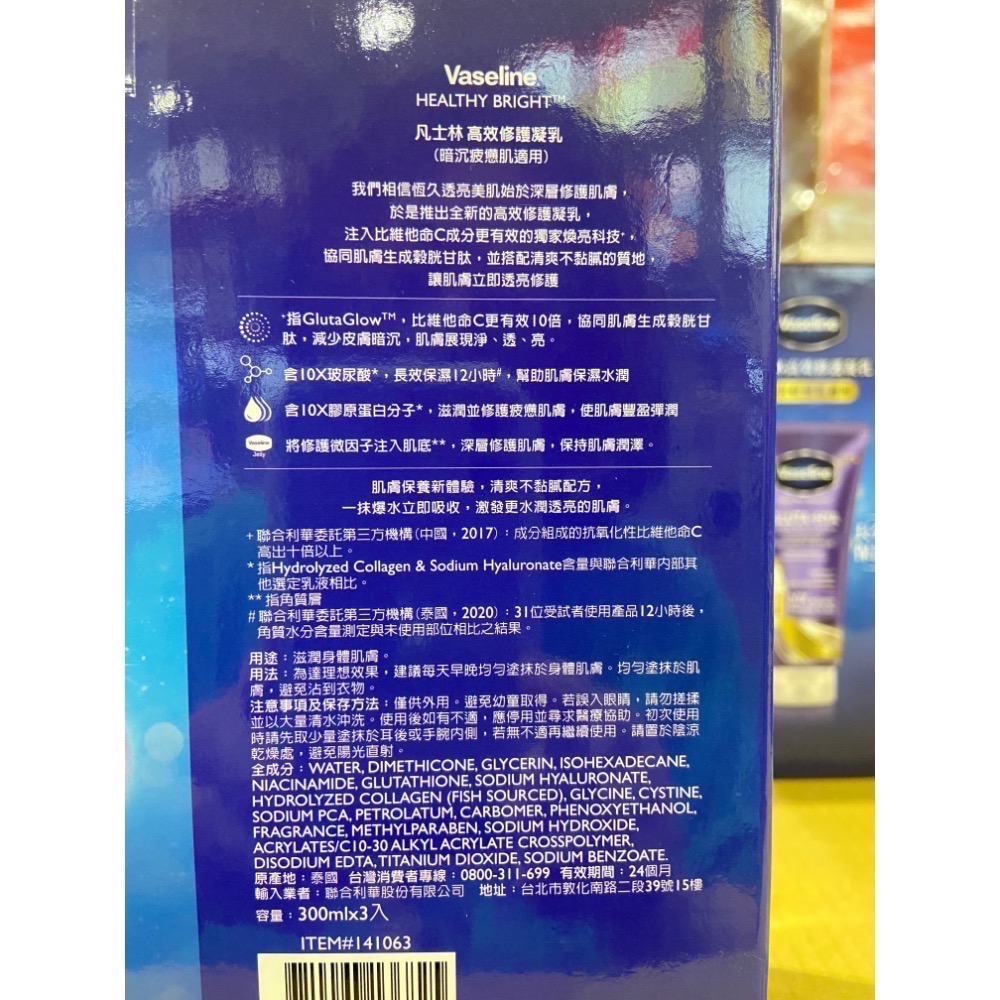 Vaseline
HEALTHY BRIGHT™
凡士林 高效修護凝乳
(暗沉疲憊肌適用)
我們相信恆久透亮美肌始於深層修護肌膚，
於是推出全新的高效修護凝乳，
注入比維他命C成分更有效的獨家煥亮科技⁺，
協同肌膚生成穀胱甘肽，並搭配清爽不黏膩的質地，
讓肌膚立即透亮修護
⁺指GlutaGlow™，比維他命C更有效10倍，協同肌膚生成穀胱甘
肽，減少皮膚暗沉，肌膚展現淨、透、亮。
含10X玻尿酸*，長效保濕12小時#，幫助肌膚保濕水潤
含10X膠原蛋白分子*，滋潤並修護疲憊肌膚，使肌膚豐盈彈潤
Vaseline
Jelly
將修護微因子注入肌底**，深層修護肌膚，保持肌膚潤澤。
肌膚保養新體驗，清爽不黏膩配方，
一抹爆水立即吸收，激發更水潤透亮的肌膚。
+ 聯合利華委託第三方機構(中國，2017)：成分組成的抗氧化性比維他命C
高出十倍以上。
* 指Hydrolyzed Collagen & Sodium Hyaluronate含量與聯合利華內部其
他選定乳液相比。
** 指角質層
# 聯合利華委託第三方機構(泰國，2020)：31位受試者使用產品12小時後，
角質水分含量測定與未使用部位相比之結果。
用途：滋潤身體肌膚。
用法：為達理想效果，建議每天早晚均勻塗抹於身體肌膚。均勻塗抹於肌
膚，避免沾到衣物。
注意事項及保存方法：僅供外用。避免幼童取得。若誤入眼睛，請勿搓揉
並以大量清水沖洗。使用後如有不適，應停用並尋求醫療協助。初次使用
時請先取少量塗抹於耳後或手腕內側，若無不適再繼續使用。請置於陰涼
乾燥處，避免陽光直射。
全成分：WATER, DIMETHICONE, GLYCERIN, ISOHEXADECANE,
NIACINAMIDE, GLUTATHIONE, SODIUM HYALURONATE,
HYDROLYZED COLLAGEN (FISH SOURCED), GLYCINE, CYSTINE,
SODIUM PCA, PETROLATUM, CARBOMER, PHENOXYETHANOL,
FRAGRANCE, METHYLPARABEN, SODIUM HYDROXIDE,
ACRYLATES/C10-30 ALKYL ACRYLATE CROSSPOLYMER,
DISODIUM EDTA, TITANIUM DIOXIDE, SODIUM BENZOATE.
原產地：泰國 台灣消費者專線：0800-311-699 有效期間：24個月
輸入業者：聯合利華股份有限公司 地址：台北市敦化南路二段39號15樓
容量：300mlx3入
ITEM#141063
Vaseline
Vaseline